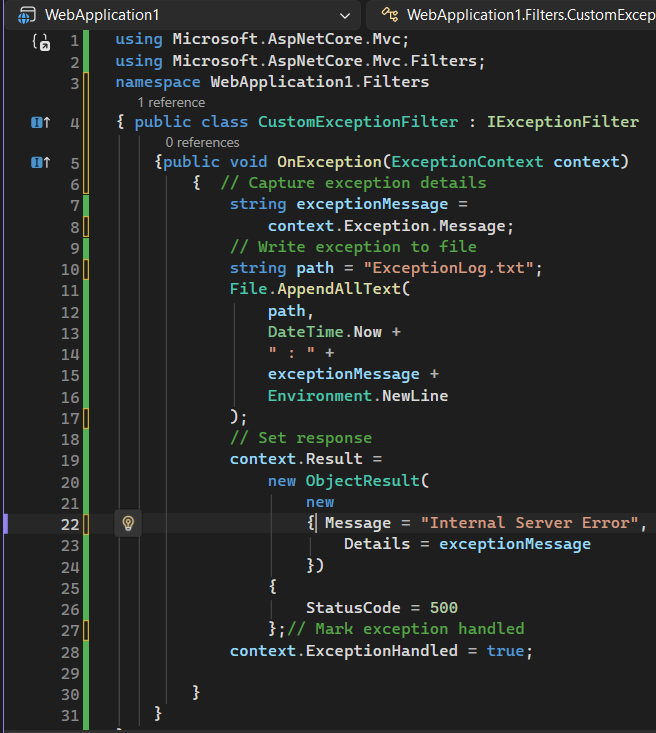 WebApplication1 WebApplication1.Filters.CustomExcep
1 using Microsoft.AspNetCore.Mvc;
2 using Microsoft.AspNetCore.Mvc.Filters;
3 namespace WebApplication1.Filters
1 reference
4 { public class CustomExceptionFilter : IExceptionFilter
0 references
5 {public void OnException(ExceptionContext context)
6 { // Capture exception details
7 string exceptionMessage =
8 context.Exception.Message;
9 // Write exception to file
10 string path = "ExceptionLog.txt";
11 File.AppendAllText(
12 path,
13 DateTime.Now +
14 " : " +
15 exceptionMessage +
16 Environment.NewLine
17 );
18 // Set response
19 context.Result =
20 new ObjectResult(
21 new
22 { Message = "Internal Server Error",
23 Details = exceptionMessage
24 })
25 {
26 StatusCode = 500
27 };// Mark exception handled
28 context.ExceptionHandled = true;
29
30 }
31 }